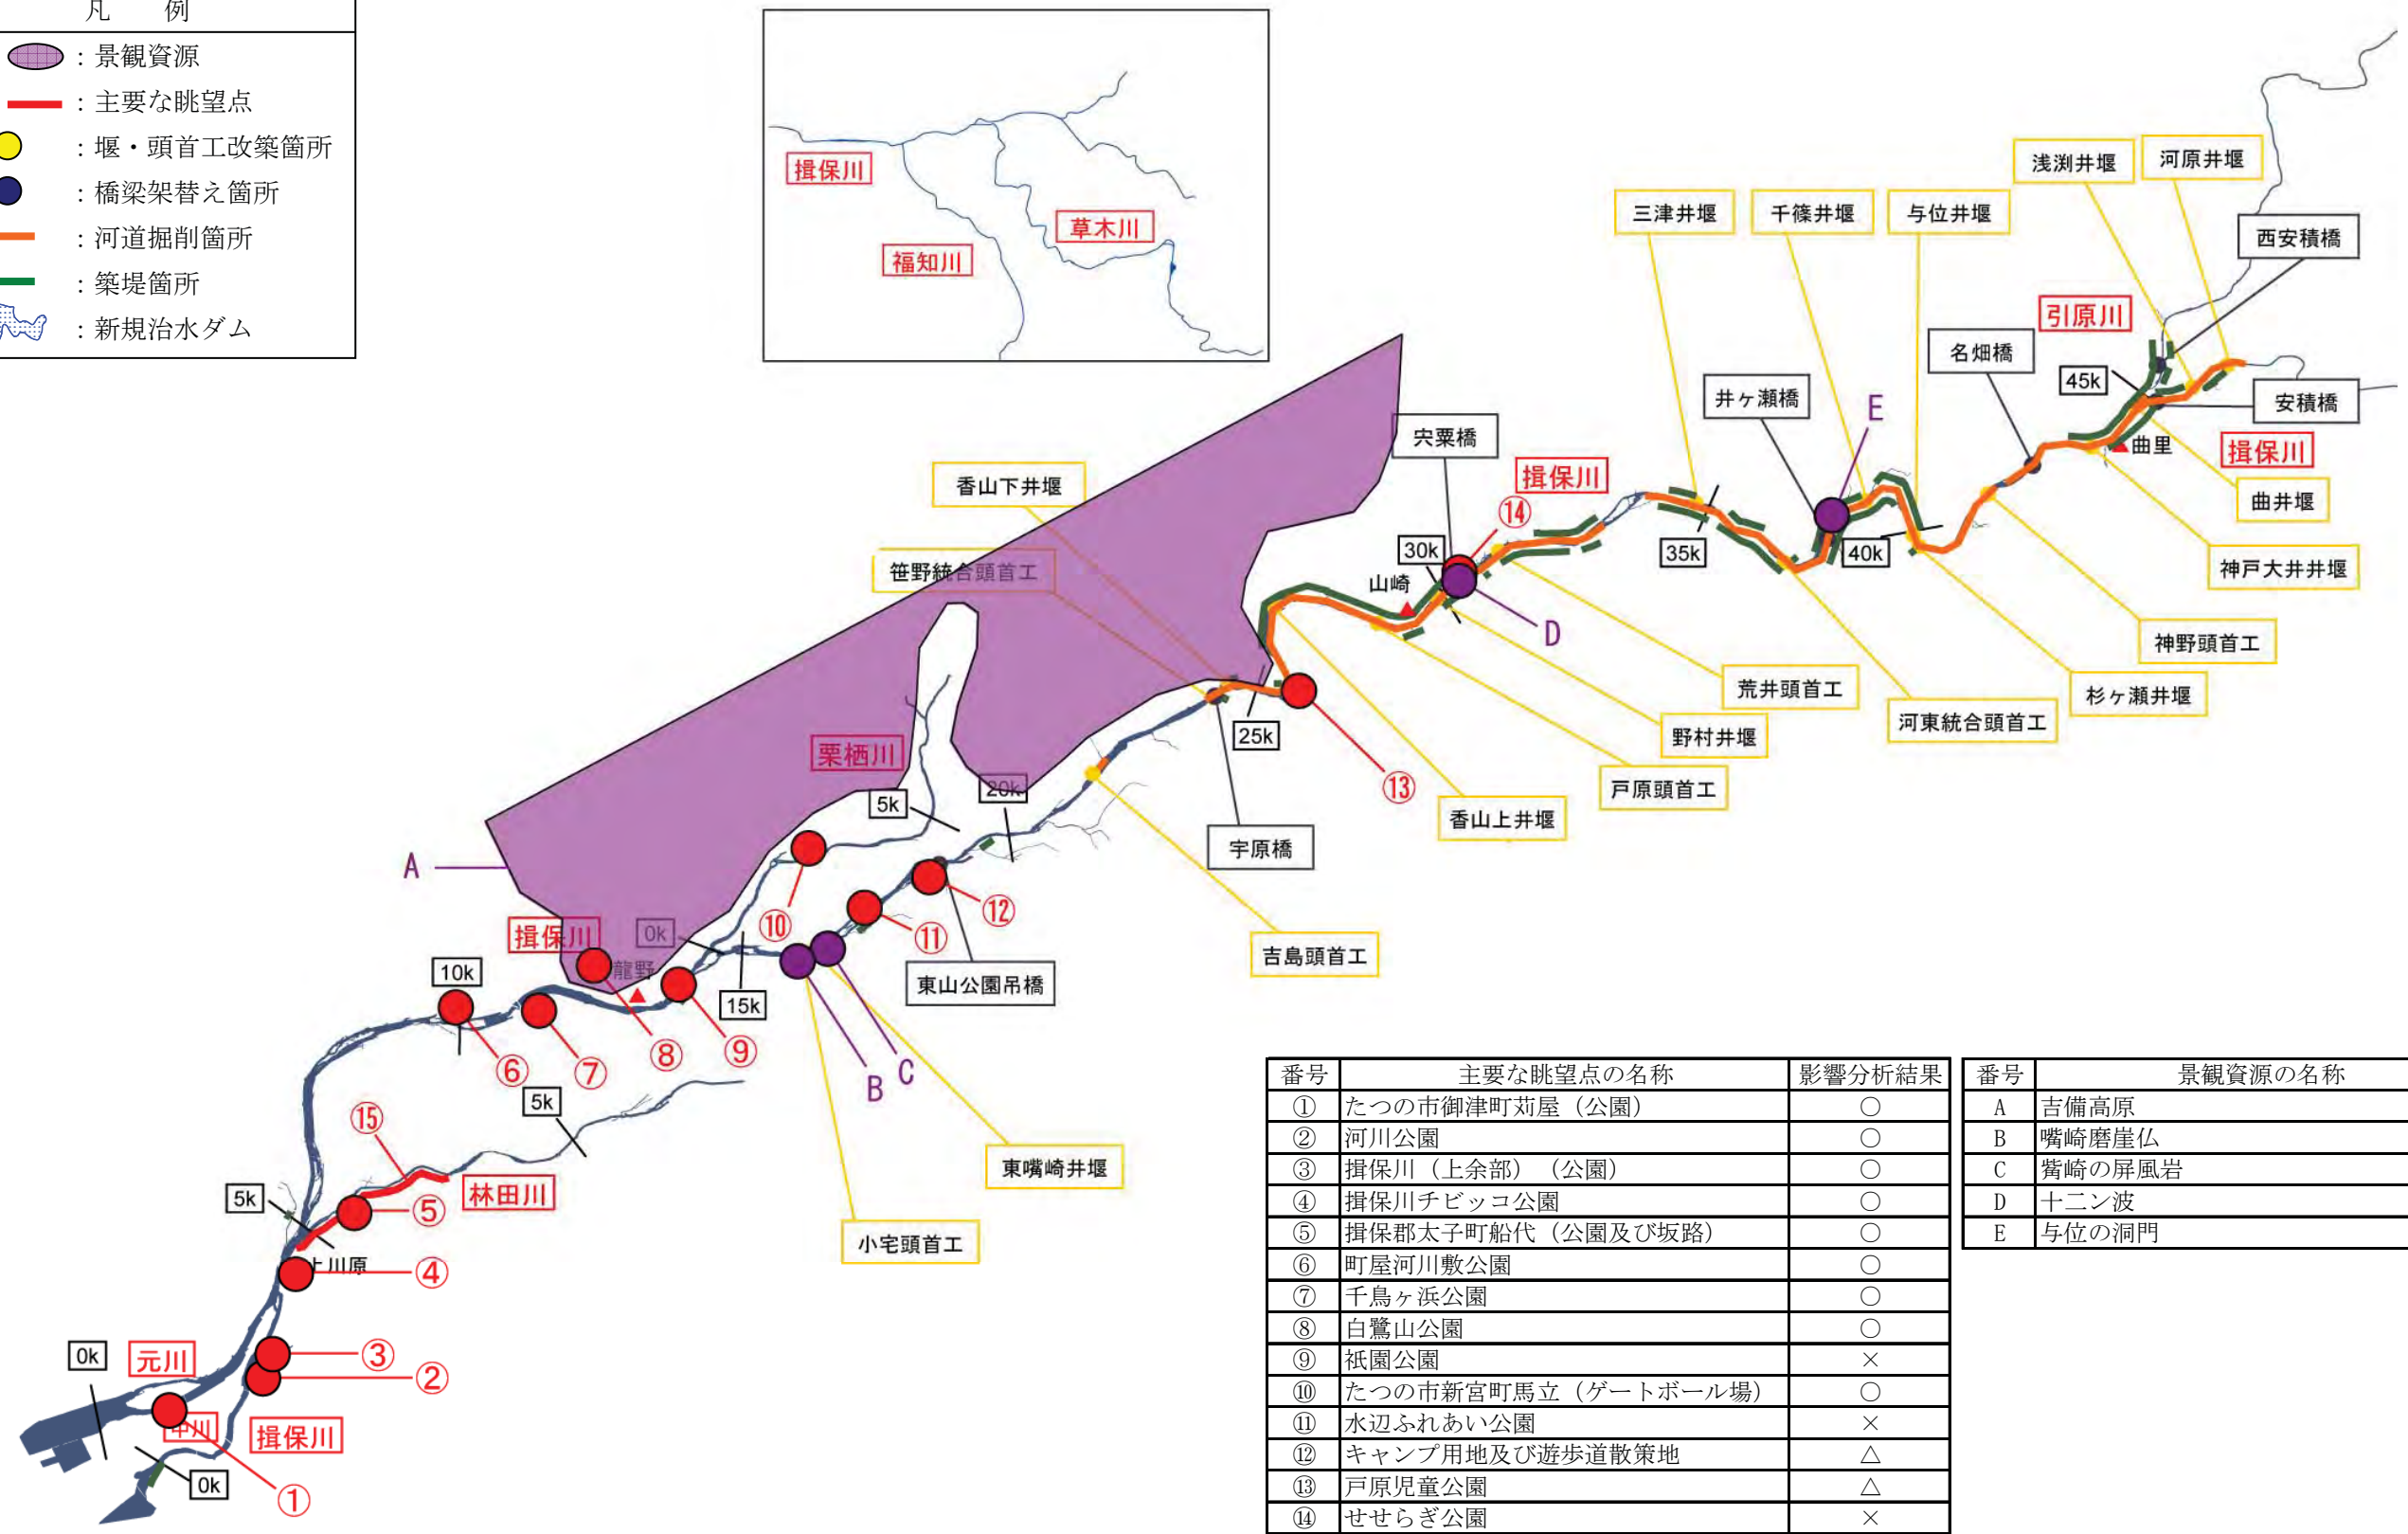 凡　例
：景観資源
：主要な眺望点
：堰・頭首工改築箇所
：橋梁架替え箇所
：河道掘削箇所
：築堤箇所
：新規治水ダム
揖保川
福知川
草木川
浅渕井堰
河原井堰
三津井堰
千篠井堰
与位井堰
西安積橋
引原川
名畑橋
45k
安積橋
井ヶ瀬橋
E
曲里
揖保川
宍粟橋
揖保川
香山下井堰
⑭
曲井堰
笹野統合頭首工
30k
35k
40k
神戸大井井堰
山崎
D
神野頭首工
荒井頭首工
杉ヶ瀬井堰
河東統合頭首工
野村井堰
25k
栗栖川
⑬
戸原頭首工
5k
20k
香山上井堰
宇原橋
A
⑩
⑫
揖保川
0k
⑪
吉島頭首工
龍野
10k
東山公園吊橋
15k
⑥
⑦
⑧
⑨
B
C
5k
⑮
東嘴崎井堰
林田川
5k
⑤
小宅頭首工
上川原
④
0k
元川
③
②
中川
揖保川
0k
①
番号 主要な眺望点の名称 影響分析結果
① たつの市御津町苅屋（公園） ○
② 河川公園 ○
③ 揖保川（上余部）（公園） ○
④ 揖保川チビッコ公園 ○
⑤ 揖保郡太子町船代（公園及び坂路） ○
⑥ 町屋河川敷公園 ○
⑦ 千鳥ヶ浜公園 ○
⑧ 白鷺山公園 ○
⑨ 祇園公園 ×
⑩ たつの市新宮町馬立（ゲートボール場） ○
⑪ 水辺ふれあい公園 ×
⑫ キャンプ用地及び遊歩道散策地 △
⑬ 戸原児童公園 △
⑭ せせらぎ公園 ×
番号 景観資源の名称
A 吉備高原
B 嘴崎磨崖仏
C 觜崎の屏風岩
D 十二ン波
E 与位の洞門